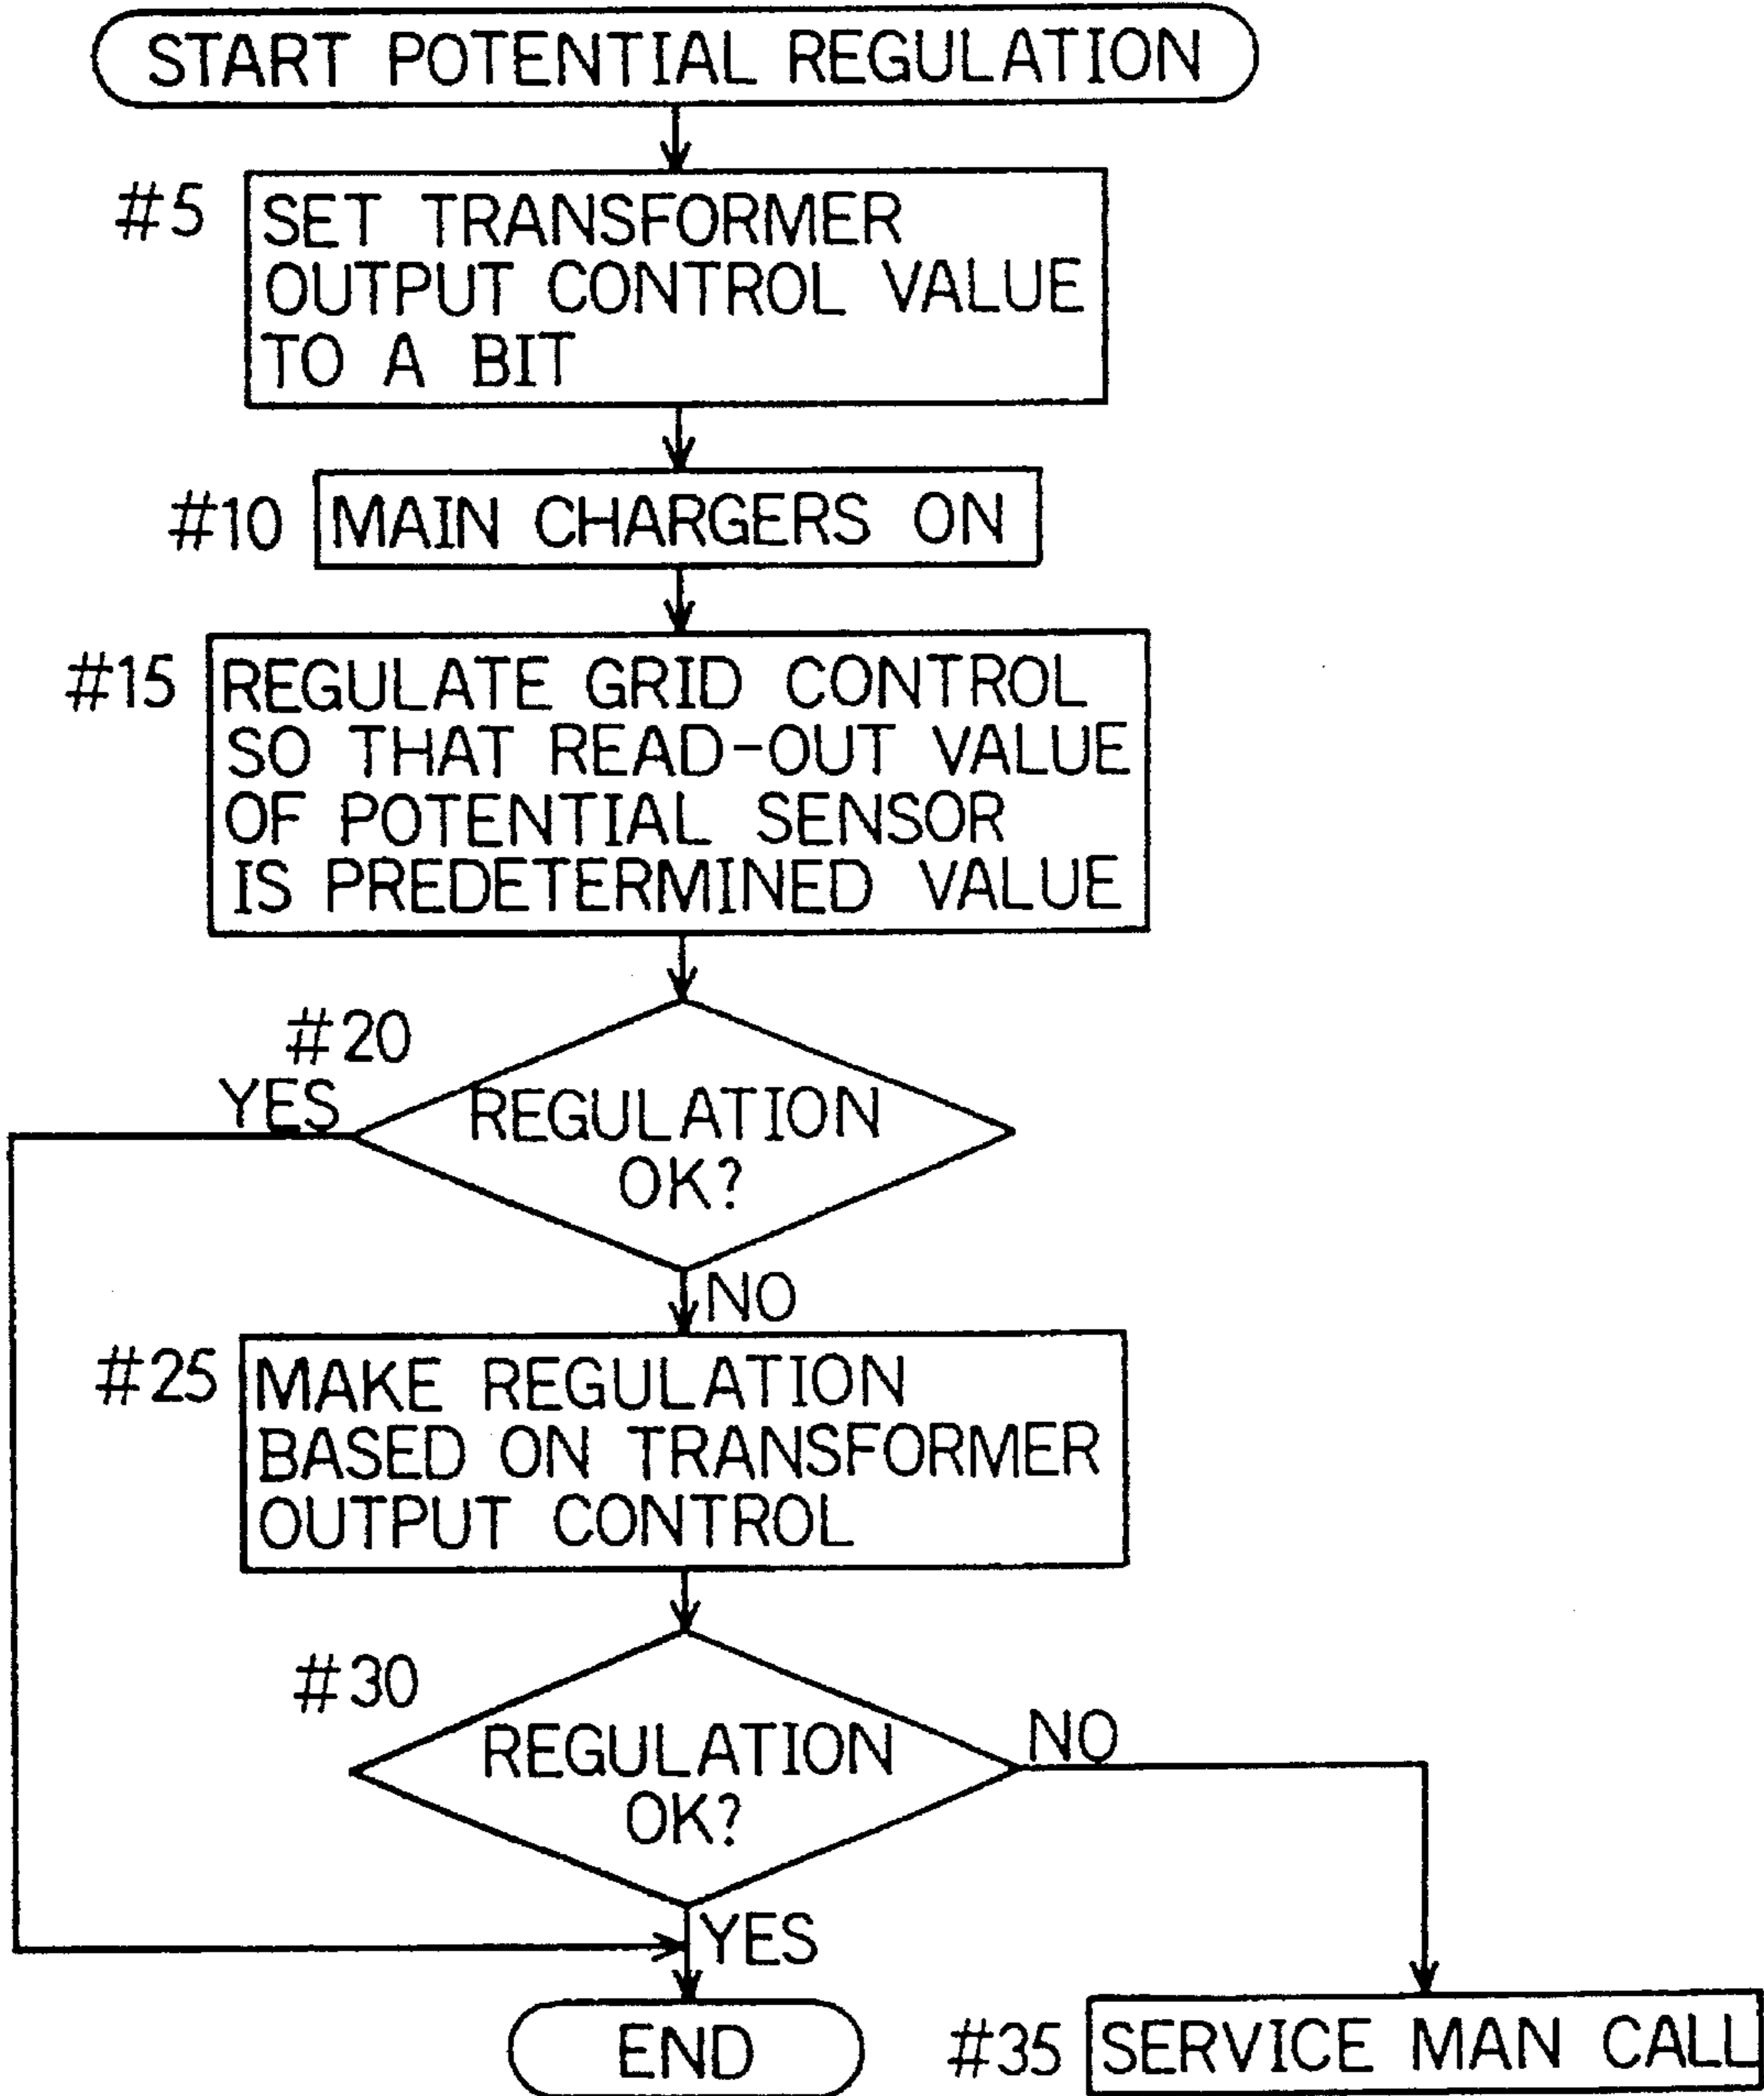 START POTENTIAL REGULATION
#5
SET TRANSFORMER
OUTPUT CONTROL VALUE
TO A BIT
#10
MAIN CHARGERS ON
#15
REGULATE GRID CONTROL
SO THAT READ-OUT VALUE
OF POTENTIAL SENSOR
IS PREDETERMINED VALUE
#20
YES
REGULATION
OK?
NO
#25
MAKE REGULATION
BASED ON TRANSFORMER
OUTPUT CONTROL
#30
REGULATION
OK?
NO
YES
END
#35
SERVICE MAN CALL